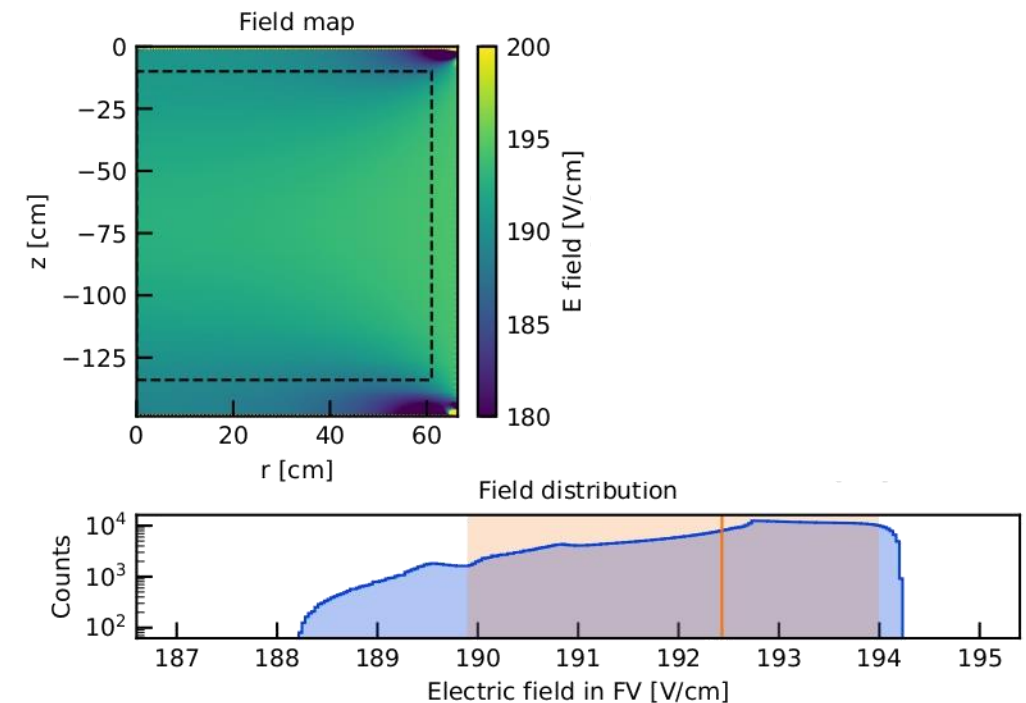 Field map
0
−25
−50
−75
−100
−125
z [cm]
0 20 40 60
r [cm]
200
195
190
185
180
E field [V/cm]
Field distribution
10⁴
10³
10²
Counts
187 188 189 190 191 192 193 194 195
Electric field in FV [V/cm]